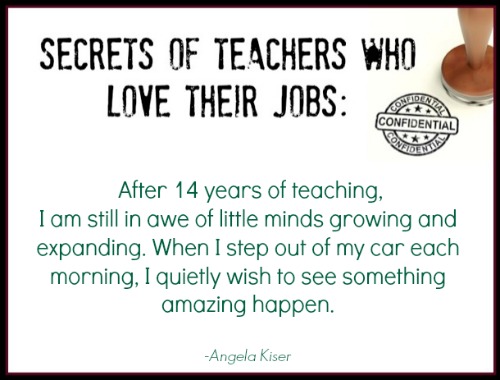 SECRETS OF TEACHERS WHO
LOVE THEIR JOBS:
CONFIDENTIAL
CONFIDENTIAL
CONFIDENTIAL
After 14 years of teaching,
I am still in awe of little minds growing and
expanding. When I step out of my car each
morning, I quietly wish to see something
amazing happen.
-Angela Kiser